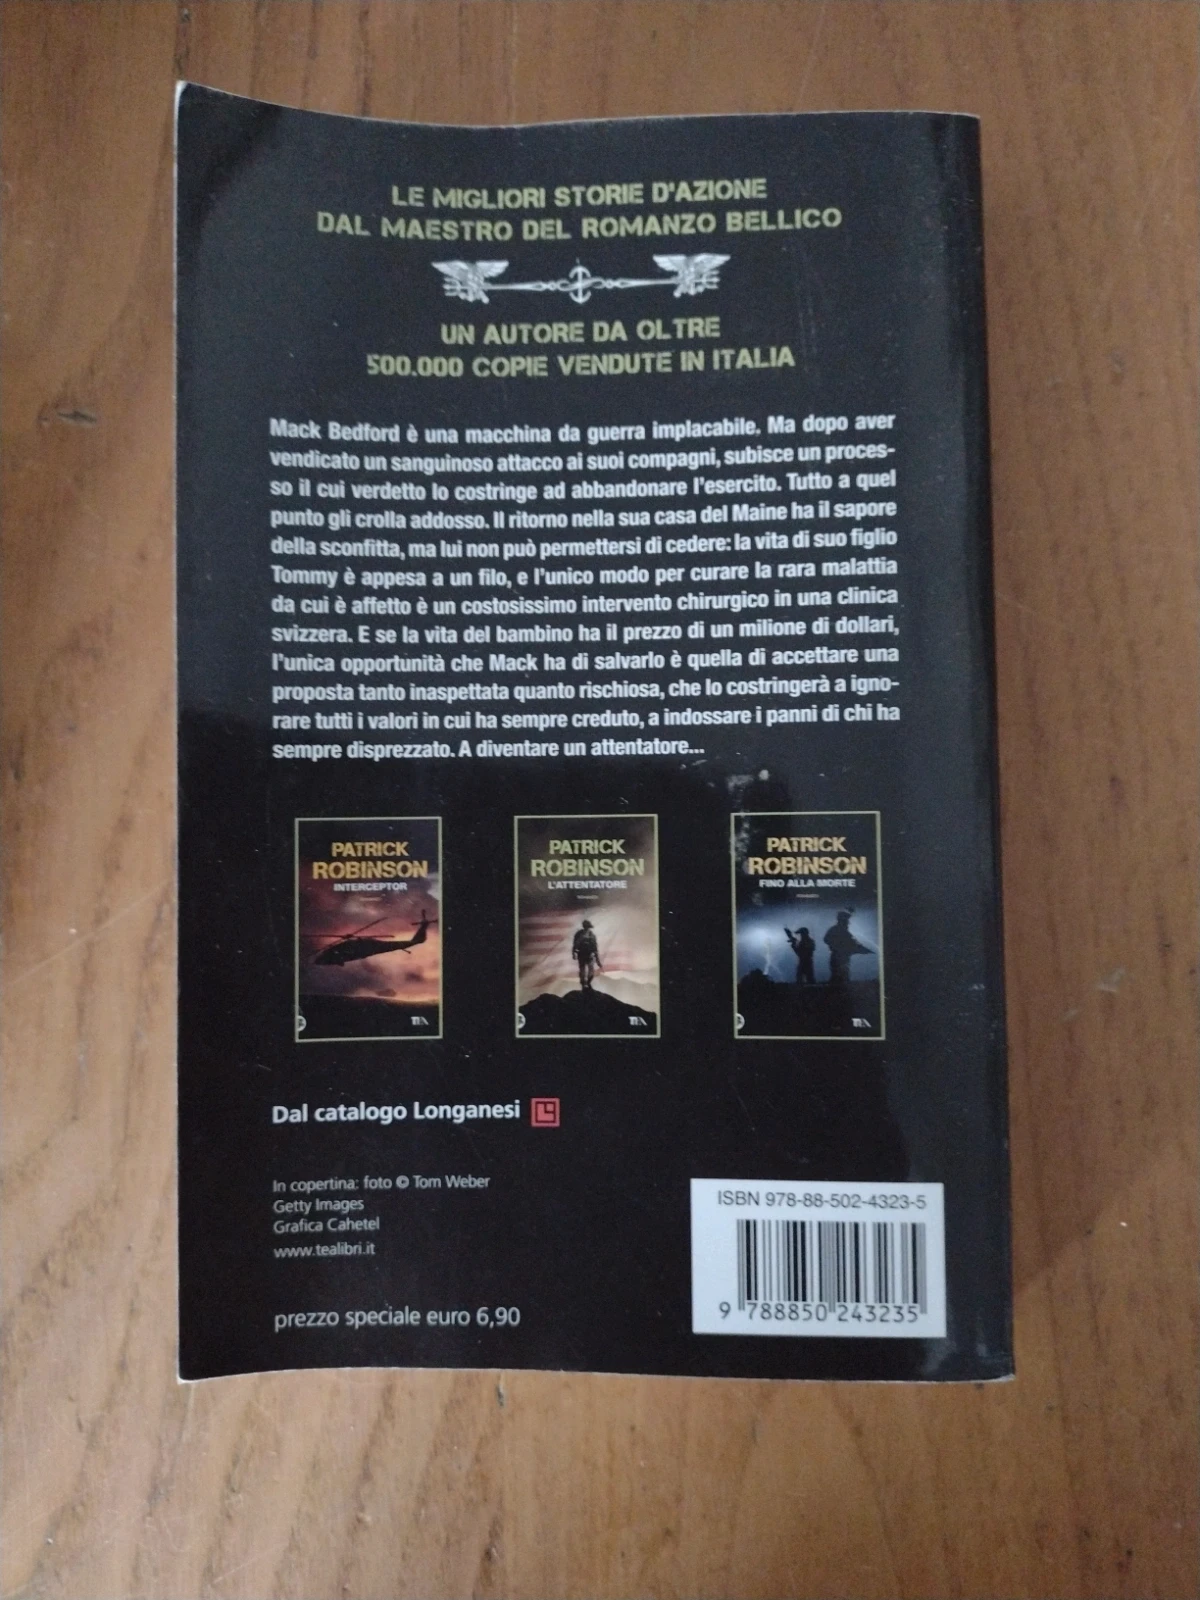 LE MIGLIORI STORIE D'AZIONE
DAL MAESTRO DEL ROMANZO BELLICO
UN AUTORE DA OLTRE
500.000 COPIE VENDUTE IN ITALIA
Mack Bedford è una macchina da guerra implacabile. Ma dopo aver
vendicato un sanguinoso attacco ai suoi compagni, subisce un proces-
so il cui verdetto lo costringe ad abbandonare l'esercito. Tutto a quel
punto gli crolla addosso. Il ritorno nella sua casa del Maine ha il sapore
della sconfitta, ma lui non può permettersi di cedere: la vita di suo figlio
Tommy è appesa a un filo, e l'unico modo per curare la rara malattia
da cui è affetto è un costosissimo intervento chirurgico in una clinica
svizzera. E se la vita del bambino ha il prezzo di un milione di dollari,
l'unica opportunità che Mack ha di salvarlo è quella di accettare una
proposta tanto inaspettata quanto rischiosa, che lo costringerà a igno-
rare tutti i valori in cui ha sempre creduto, a indossare i panni di chi ha
sempre disprezzato. A diventare un attentatore...
PATRICK
ROBINSON
INTERCEPTOR
ROMANZO
TEA
PATRICK
ROBINSON
L'ATTENTATORE
ROMANZO
TEA
PATRICK
ROBINSON
FINO ALLA MORTE
ROMANZO
TEA
Dal catalogo Longanesi
In copertina: foto © Tom Weber
Getty Images
Grafica Cahetel
www.tealibri.it
prezzo speciale euro 6,90
ISBN 978-88-502-4323-5
9 788850 243235